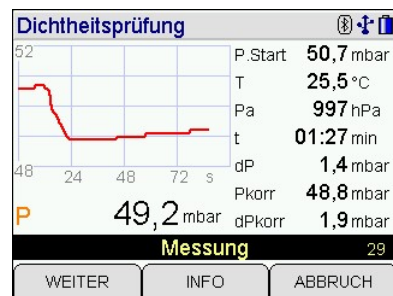 Dichtheitsprüfung
52
48
24 48 72 s
P 49,2 mbar
P.Start 50,7 mbar
T 25,5 °C
Pa 997 hPa
t 01:27 min
dP 1,4 mbar
Pkorr 48,8 mbar
dPkorr 1,9 mbar
Messung 29
WEITER INFO ABBRUCH